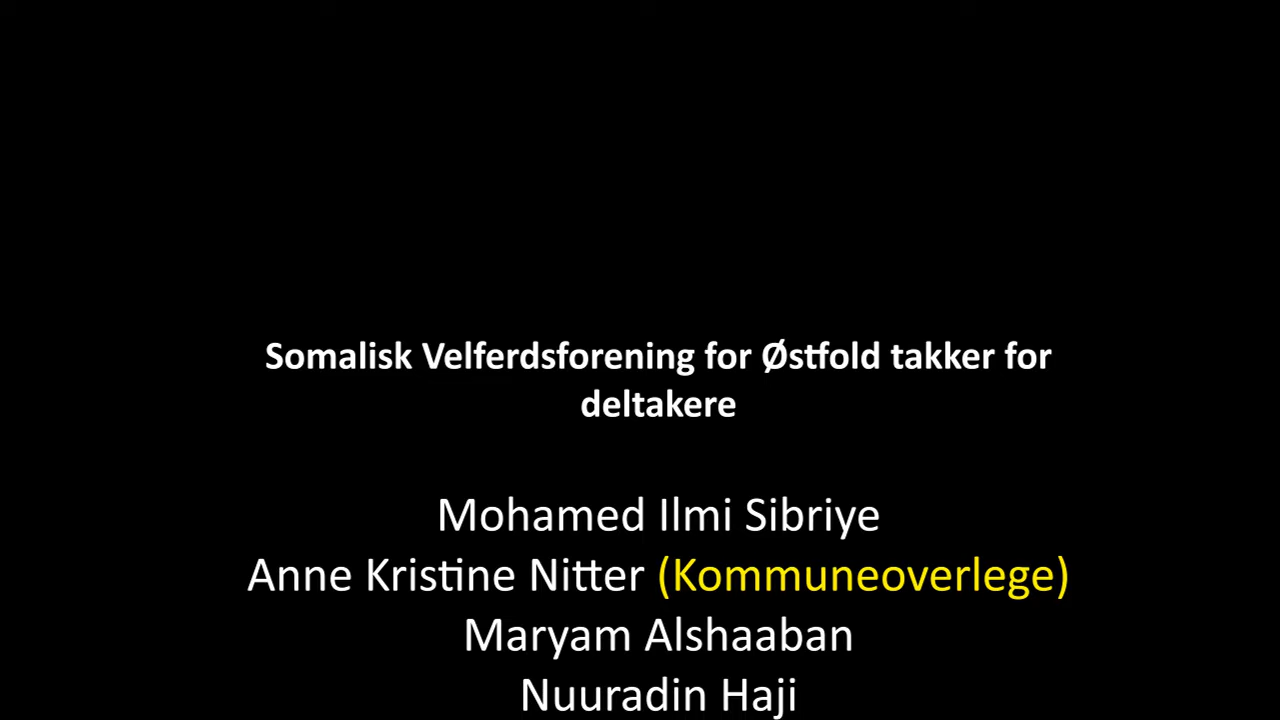 Somalisk Velferdsforening for Østfold takker for
deltakere
Mohamed Ilmi Sibriye
Anne Kristine Nitter (Kommuneoverlege)
Maryam Alshaaban
Nuuradin Haji